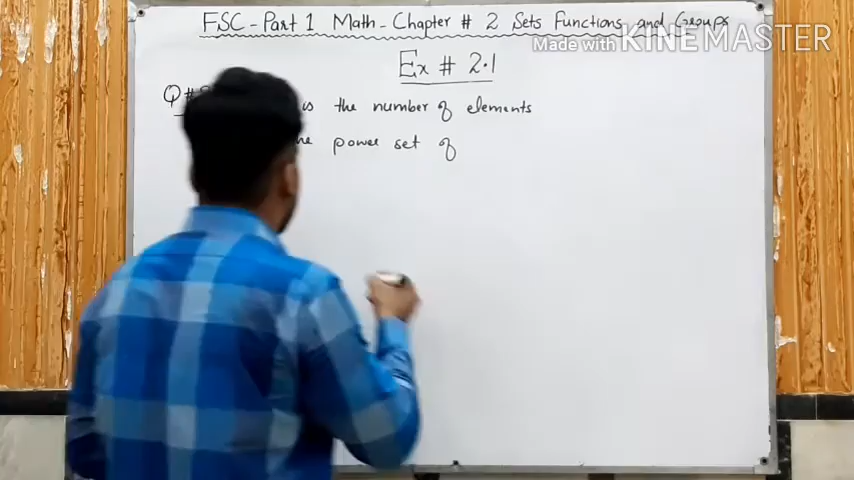 FSC - Part 1 Math - Chapter # 2 Sets Functions and Groups
Made with KINEMASTER
Ex # 2.1
Q # is the number of elements
the power set of